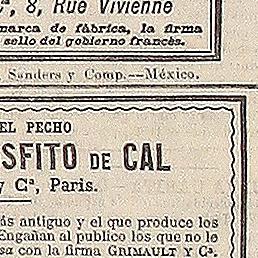 ᵃ, 8, Rue Vivienne
marca de fábrica, la firma
sello del gobierno francés.
Sanders y Comp.—México.
EL PECHO
SFITO DE CAL
y Cª, Paris.
ás antiguo y el que produce los
Engañan al publico los que no le
sa con la firma GRIMAULT Y Cª.